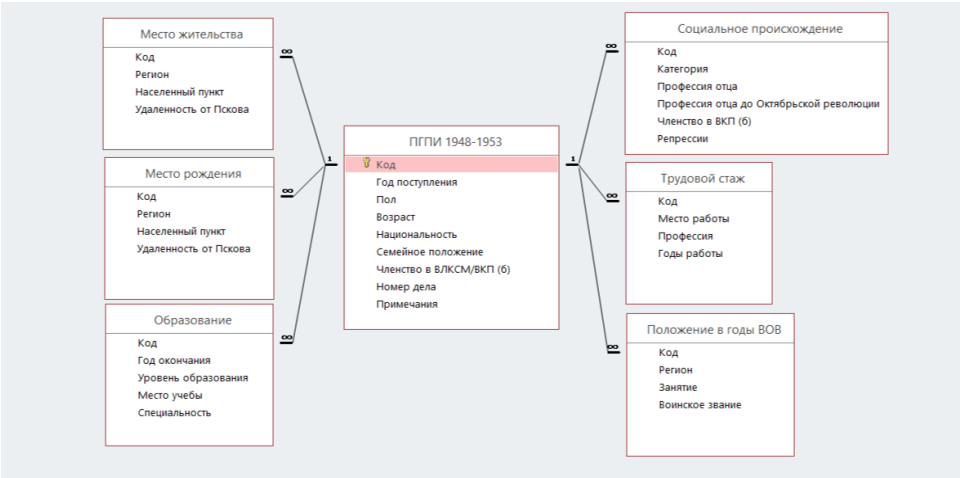 Место жительства
Код
Регион
Населенный пункт
Удаленность от Пскова
Место рождения
Код
Регион
Населенный пункт
Удаленность от Пскова
Образование
Код
Год окончания
Уровень образования
Место учебы
Специальность
ПГПИ 1948-1953
Код
Год поступления
Пол
Возраст
Национальность
Семейное положение
Членство в ВЛКСМ/ВКП (б)
Номер дела
Примечания
Социальное происхождение
Код
Категория
Профессия отца
Профессия отца до Октябрьской революции
Членство в ВКП (б)
Репрессии
Трудовой стаж
Код
Место работы
Профессия
Годы работы
Положение в годы ВОВ
Код
Регион
Занятие
Воинское звание
∞
∞
∞
1
1
∞
∞
∞